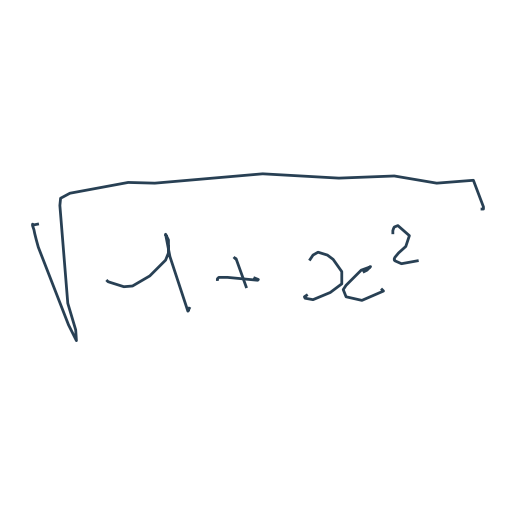 √(1 + x²)